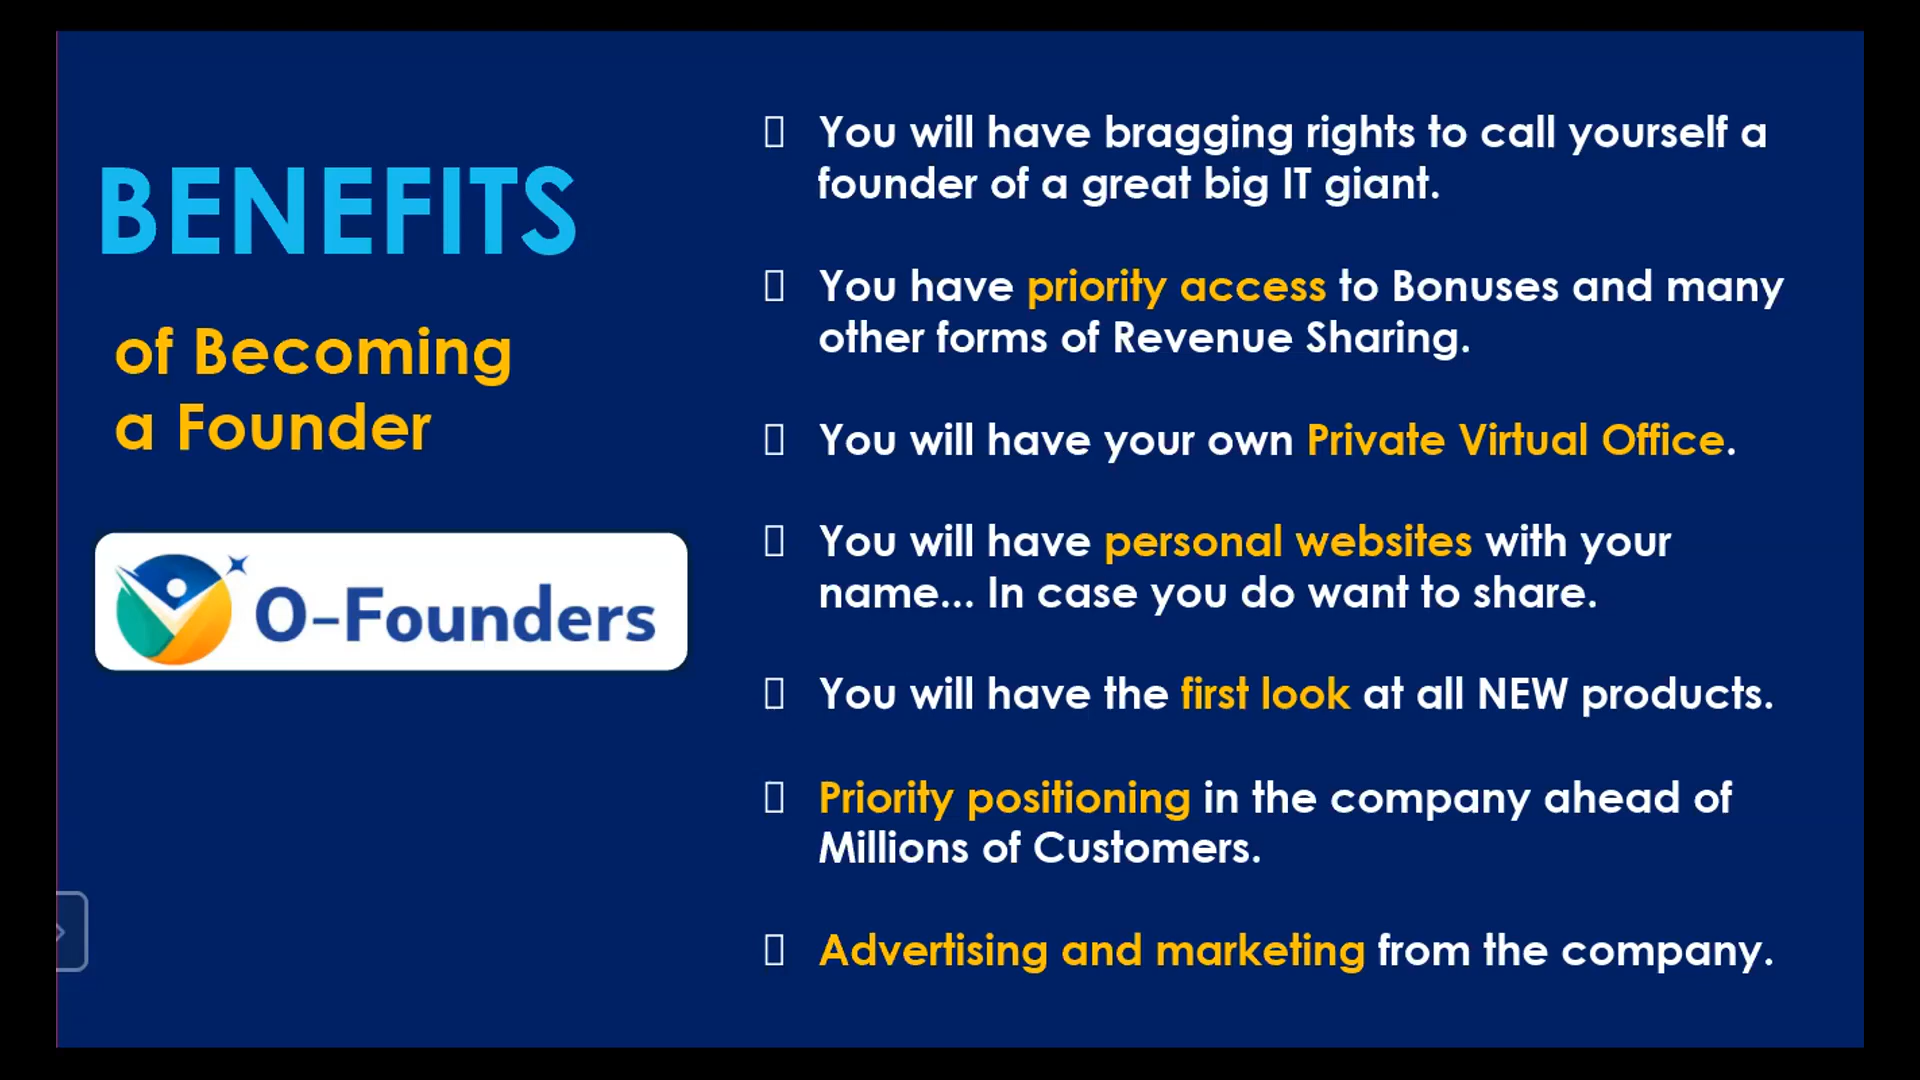 BENEFITS
of Becoming
a Founder
O-Founders
You will have bragging rights to call yourself a
founder of a great big IT giant.
You have priority access to Bonuses and many
other forms of Revenue Sharing.
You will have your own Private Virtual Office.
You will have personal websites with your
name... In case you do want to share.
You will have the first look at all NEW products.
Priority positioning in the company ahead of
Millions of Customers.
Advertising and marketing from the company.